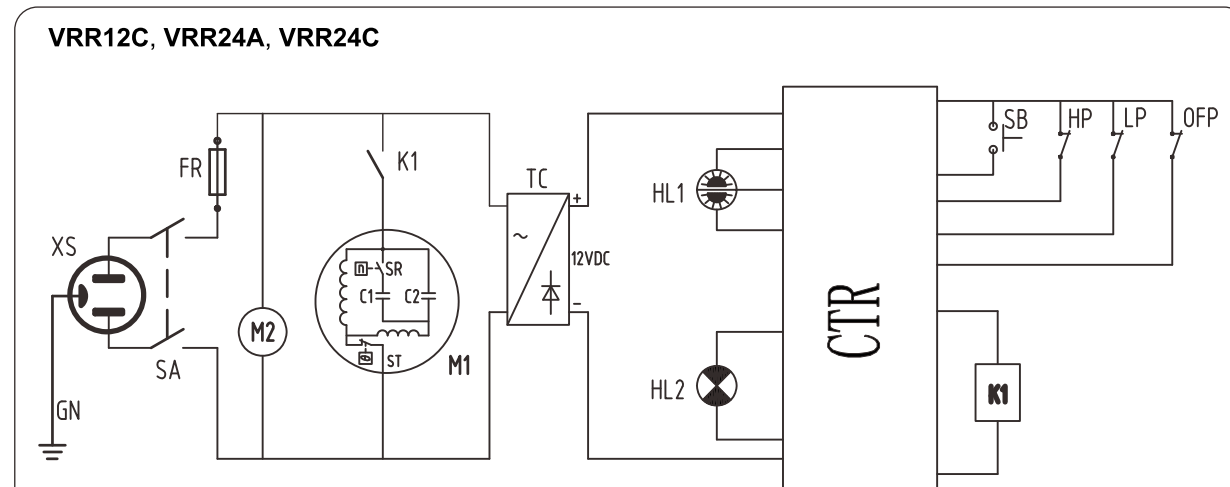 VRR12C, VRR24A, VRR24C
SB
HP
LP
OFP
FR
K1
TC
+
HL1
XS
~
12VDC
n
SR
C1
C2
-
M2
θ
ST
M1
SA
CTR
HL2
K1
GN